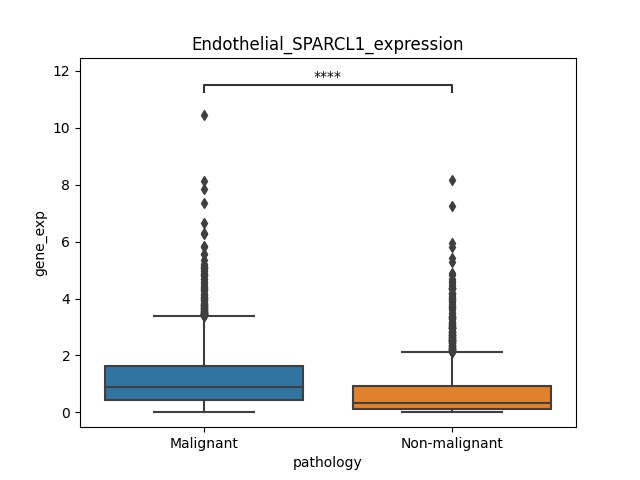 Endothelial_SPARCL1_expression
12
10
8
6
4
2
0
gene_exp
****
Malignant
Non-malignant
pathology